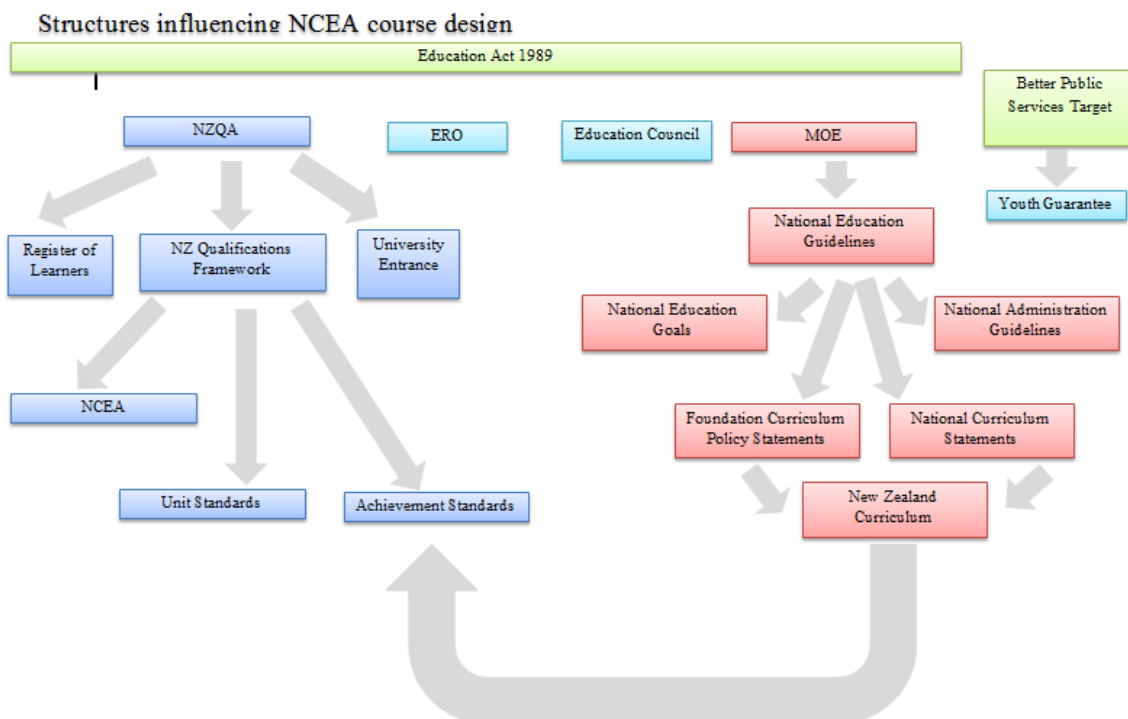 Structures influencing NCEA course design
Education Act 1989
Better Public
Services Target
NZQA
ERO
Education Council
MOE
Youth Guarantee
National Education
Guidelines
Register of
Learners
NZ Qualifications
Framework
University
Entrance
National Education
Goals
National Administration
Guidelines
NCEA
Foundation Curriculum
Policy Statements
National Curriculum
Statements
Unit Standards
Achievement Standards
New Zealand
Curriculum